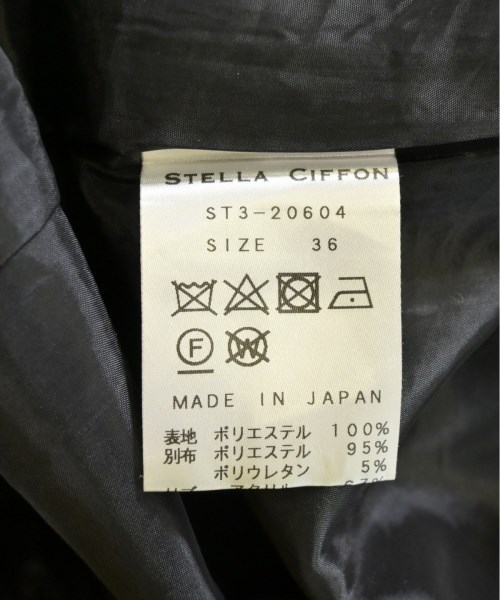 STELLA CIFFON
ST3-20604
SIZE 36
F W
MADE IN JAPAN
表地 ポリエステル 100%
別布 ポリエステル 95%
ポリウレタン 5%